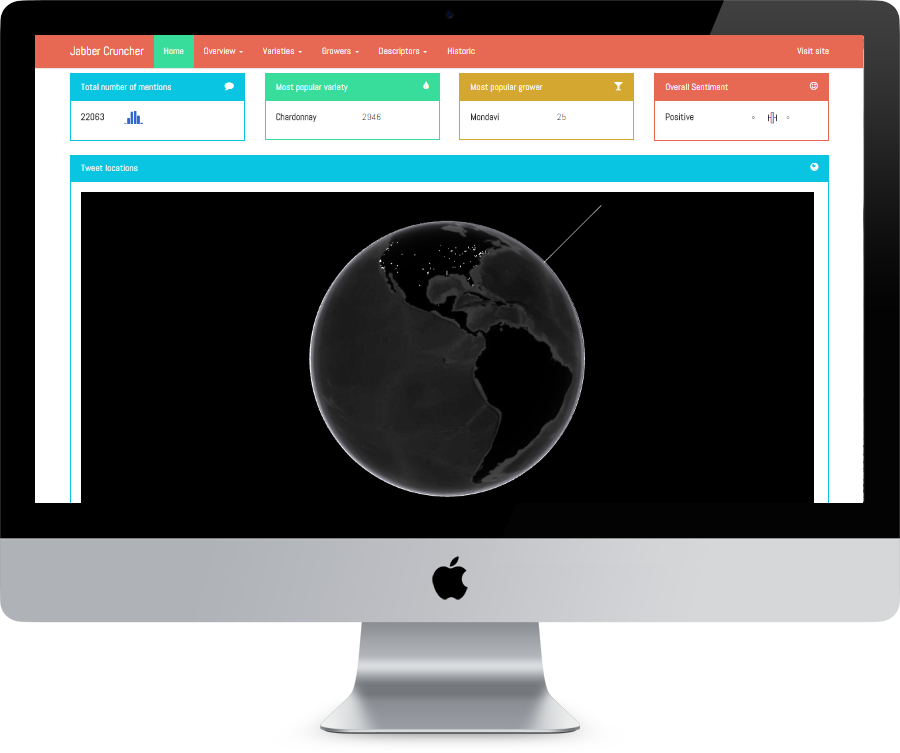 Jabber Cruncher Home Overview Varieties Growers Descriptors Historic Visit site
Total number of mentions
22063
Most popular variety
Chardonnay 2946
Most popular grower
Mondavi 25
Overall Sentiment
Positive
Tweet locations